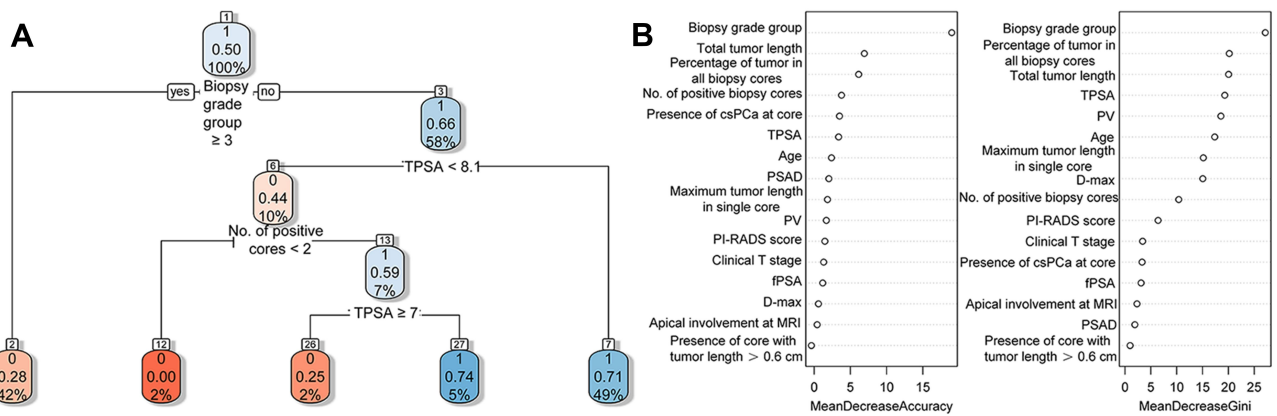 A
1
1
0.50
100%
yes
Biopsy
grade
group
≥ 3
no
3
1
0.66
58%
TPSA < 8.1
6
0
0.44
10%
No. of positive
cores < 2
13
1
0.59
7%
TPSA ≥ 7
2
0
0.28
42%
12
0
0.00
2%
26
0
0.25
2%
27
1
0.74
5%
7
1
0.71
49%
B
Biopsy grade group
Total tumor length
Percentage of tumor in
all biopsy cores
No. of positive biopsy cores
Presence of csPCa at core
TPSA
Age
PSAD
Maximum tumor length
in single core
PV
PI-RADS score
Clinical T stage
fPSA
D-max
Apical involvement at MRI
Presence of core with
tumor length > 0.6 cm
0 5 10 15
MeanDecreaseAccuracy
Biopsy grade group
Percentage of tumor in
all biopsy cores
Total tumor length
TPSA
PV
Age
Maximum tumor length
in single core
D-max
No. of positive biopsy cores
PI-RADS score
Clinical T stage
Presence of csPCa at core
fPSA
Apical involvement at MRI
PSAD
Presence of core with
tumor length > 0.6 cm
0 5 10 15 20 25
MeanDecreaseGini